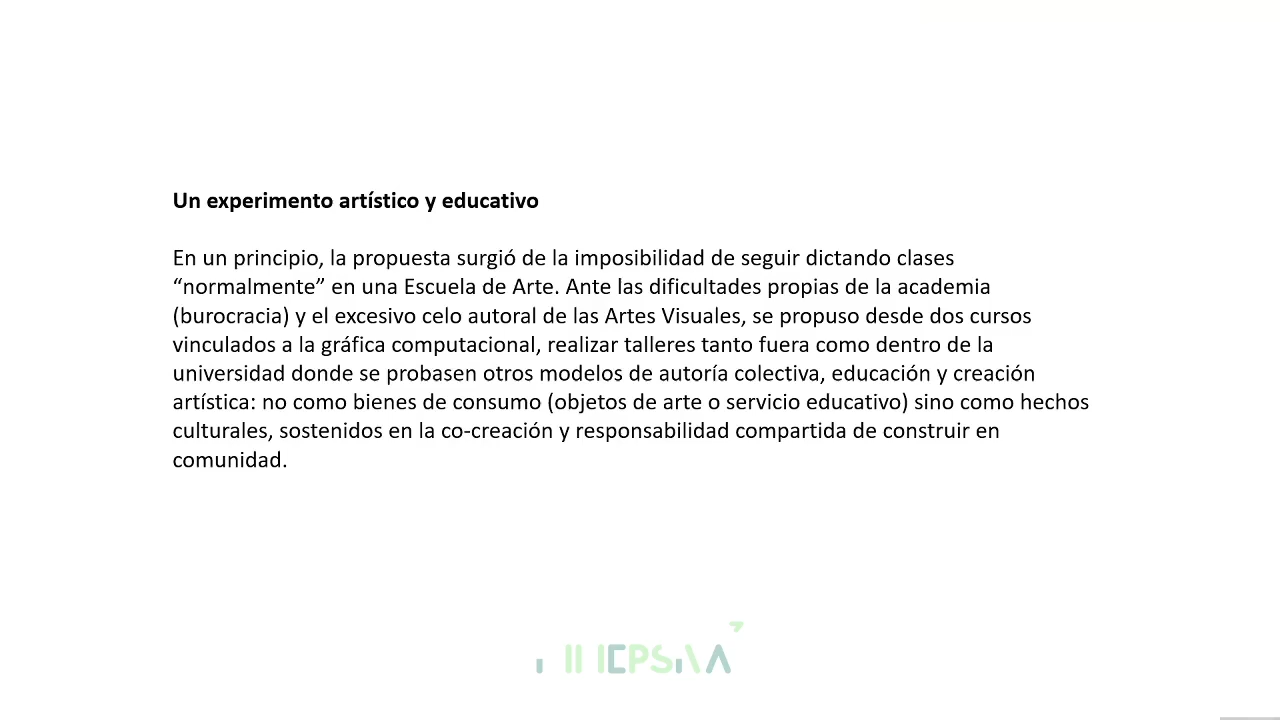 Un experimento artístico y educativo
En un principio, la propuesta surgió de la imposibilidad de seguir dictando clases
“normalmente” en una Escuela de Arte. Ante las dificultades propias de la academia
(burocracia) y el excesivo celo autoral de las Artes Visuales, se propuso desde dos cursos
vinculados a la gráfica computacional, realizar talleres tanto fuera como dentro de la
universidad donde se probasen otros modelos de autoría colectiva, educación y creación
artística: no como bienes de consumo (objetos de arte o servicio educativo) sino como hechos
culturales, sostenidos en la co-creación y responsabilidad compartida de construir en
comunidad.